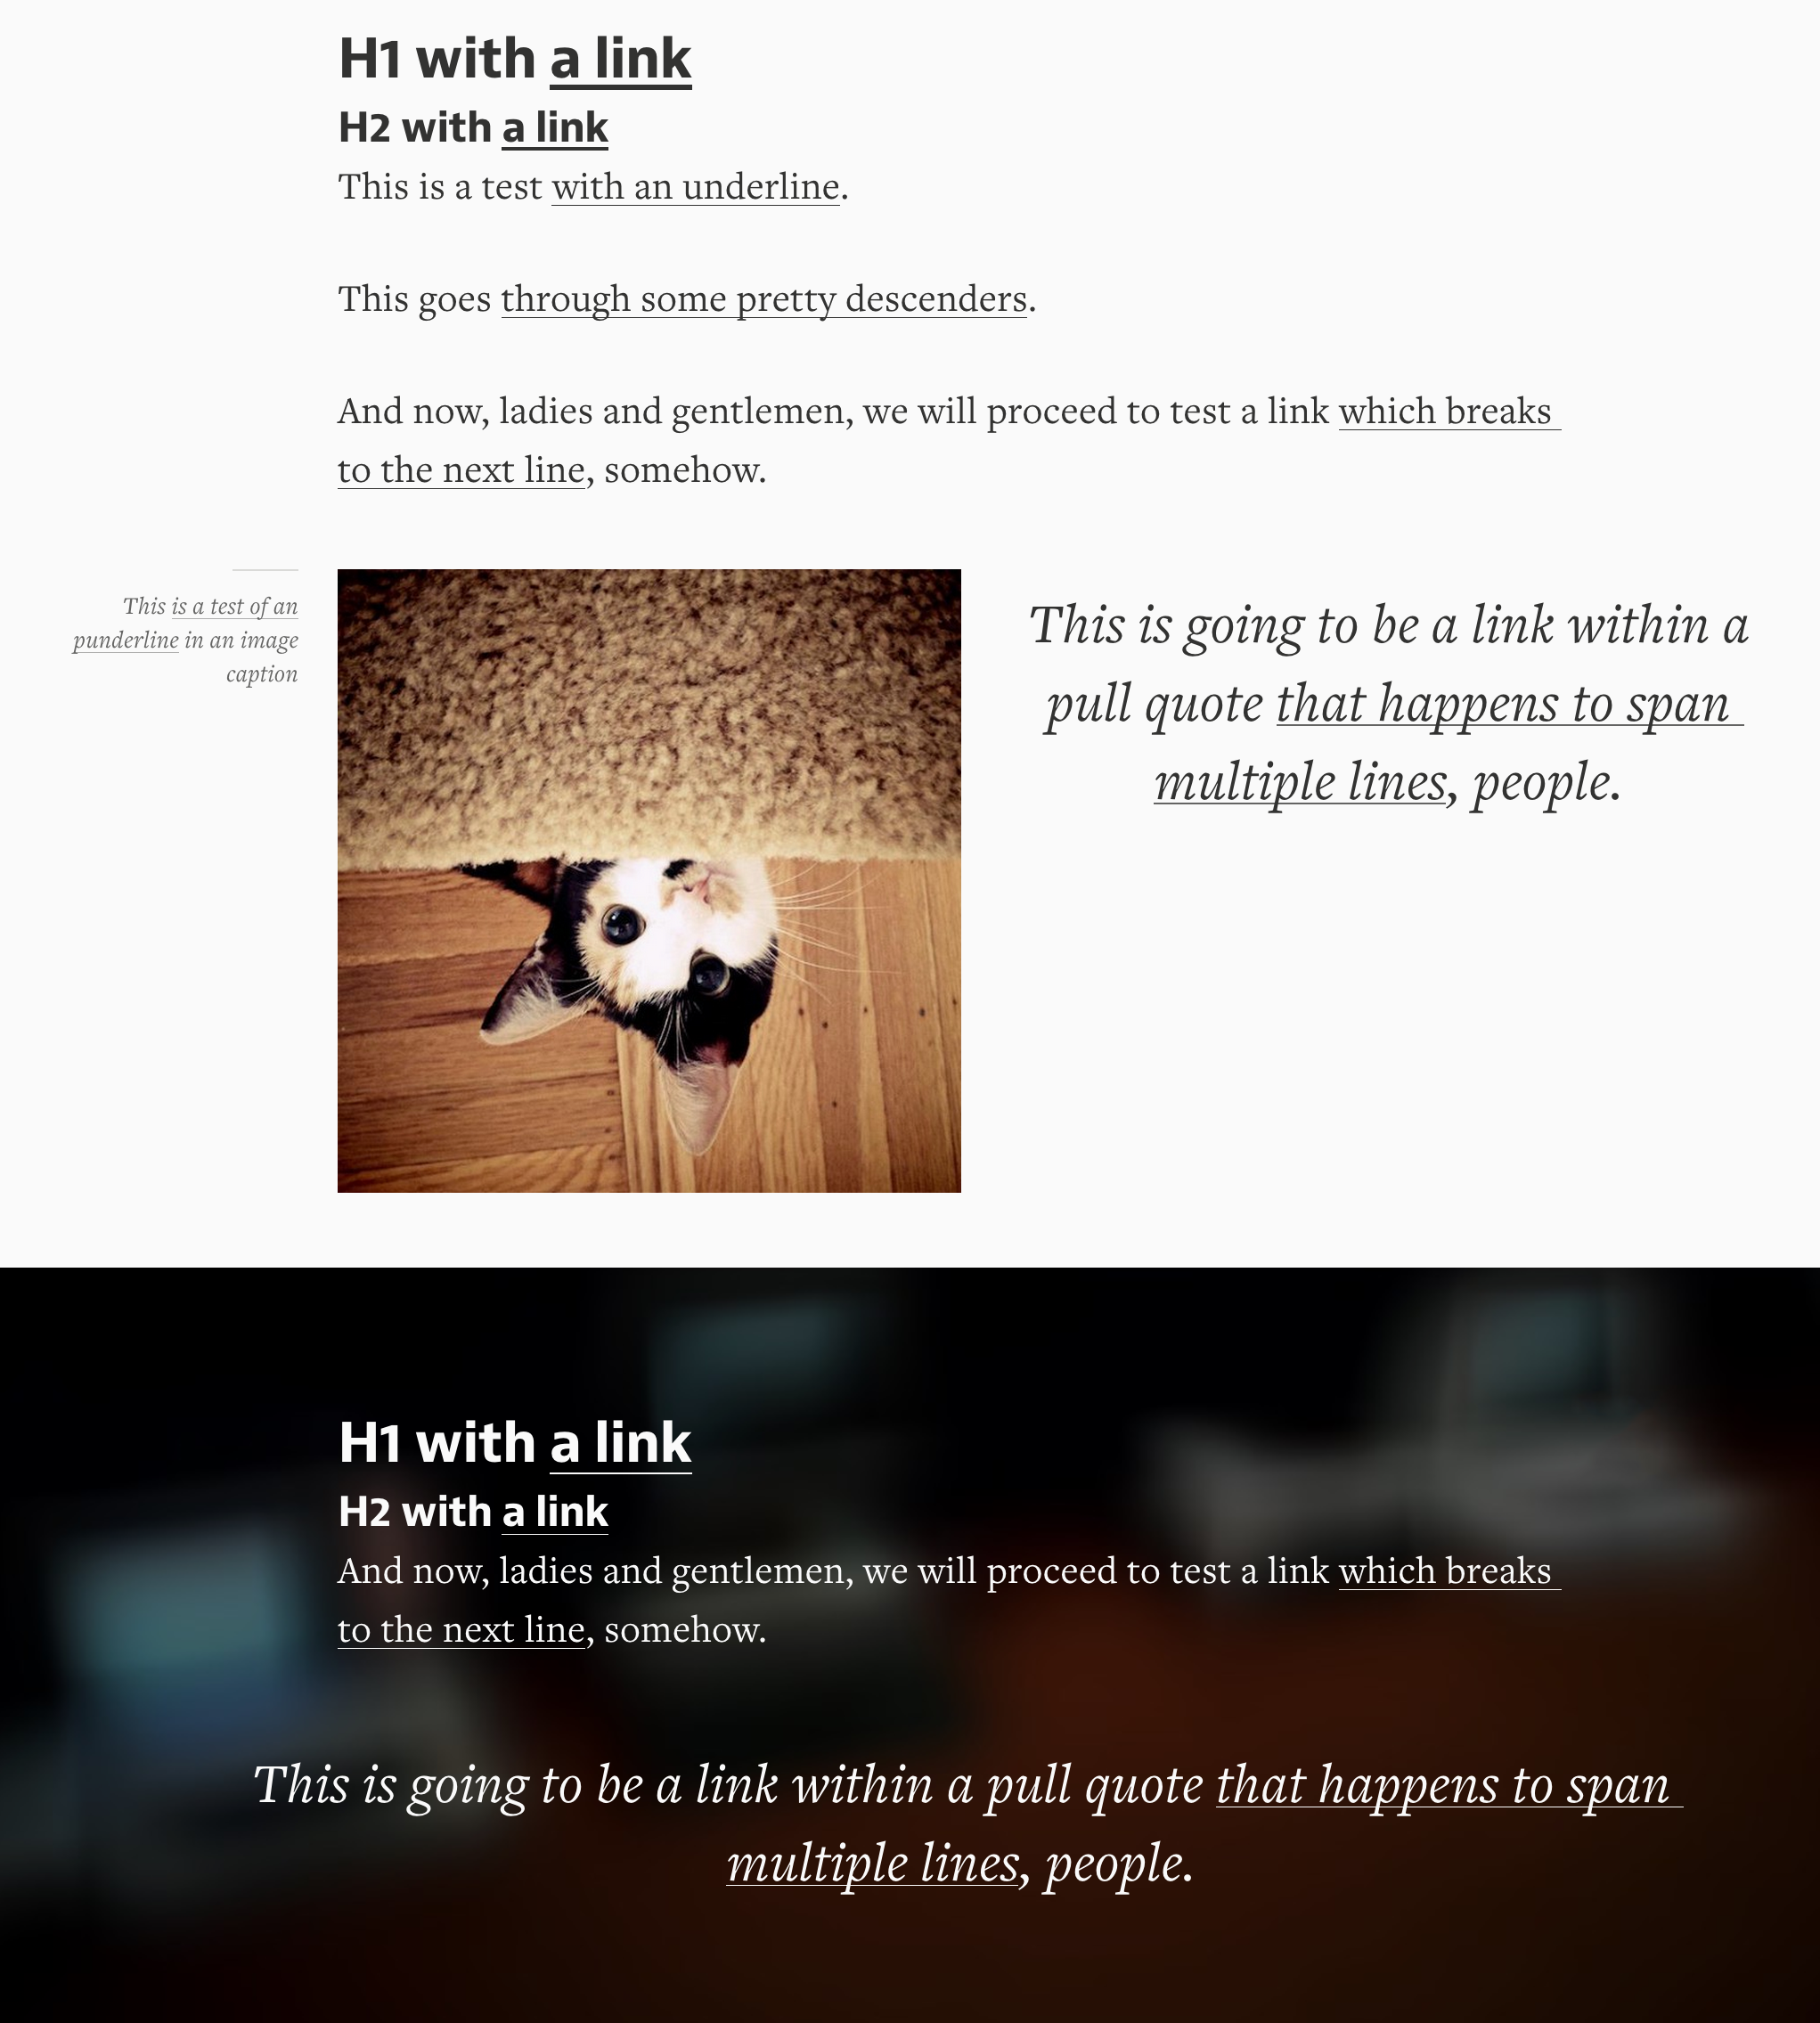 H1 with a link
H2 with a link
This is a test with an underline.
This goes through some pretty descenders.
And now, ladies and gentlemen, we will proceed to test a link which breaks
to the next line, somehow.
This is a test of an
punderline in an image
caption
This is going to be a link within a
pull quote that happens to span
multiple lines, people.
H1 with a link
H2 with a link
And now, ladies and gentlemen, we will proceed to test a link which breaks
to the next line, somehow.
This is going to be a link within a pull quote that happens to span
multiple lines, people.